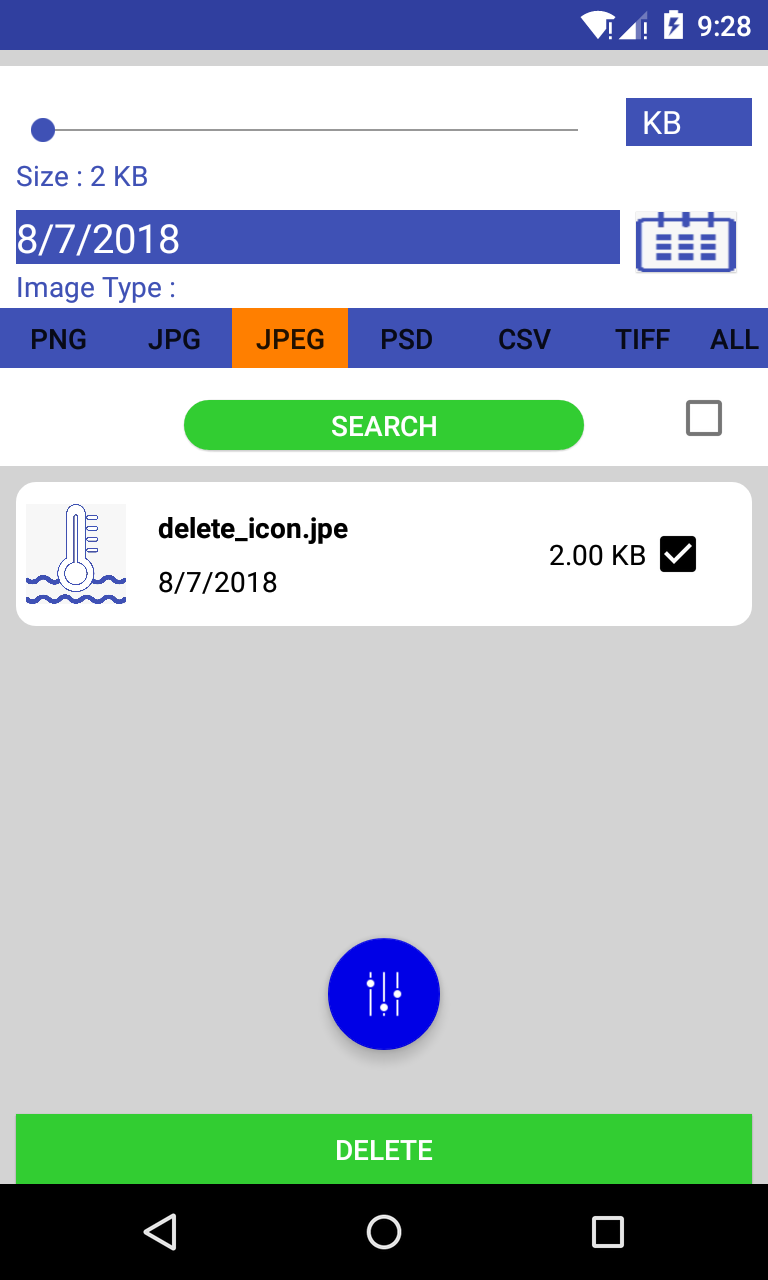 9:28
KB
Size : 2 KB
8/7/2018
Image Type :
PNG JPG JPEG PSD CSV TIFF ALL
SEARCH
delete_icon.jpe
2.00 KB
8/7/2018
DELETE